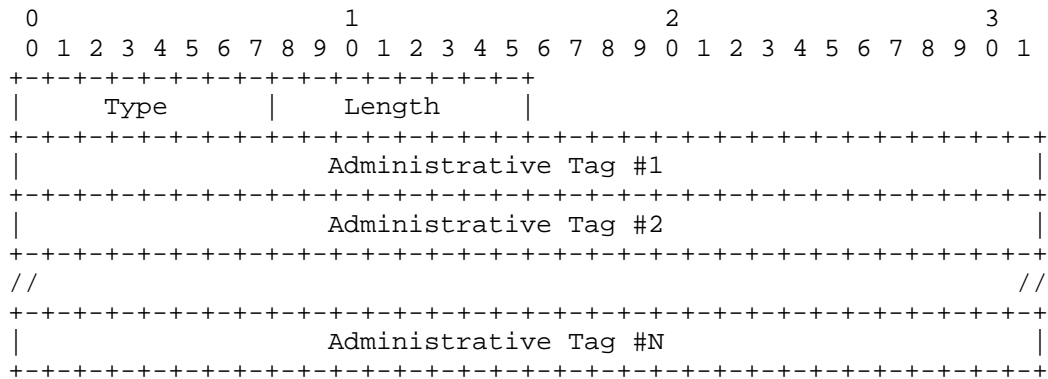 0                   1                   2                   3
 0 1 2 3 4 5 6 7 8 9 0 1 2 3 4 5 6 7 8 9 0 1 2 3 4 5 6 7 8 9 0 1
+-+-+-+-+-+-+-+-+-+-+-+-+-+-+-+-+
|     Type      |    Length     |
+-+-+-+-+-+-+-+-+-+-+-+-+-+-+-+-+-+-+-+-+-+-+-+-+-+-+-+-+-+-+-+-+
|                   Administrative Tag #1                       |
+-+-+-+-+-+-+-+-+-+-+-+-+-+-+-+-+-+-+-+-+-+-+-+-+-+-+-+-+-+-+-+-+
|                   Administrative Tag #2                       |
+-+-+-+-+-+-+-+-+-+-+-+-+-+-+-+-+-+-+-+-+-+-+-+-+-+-+-+-+-+-+-+-+
//                                                             //
+-+-+-+-+-+-+-+-+-+-+-+-+-+-+-+-+-+-+-+-+-+-+-+-+-+-+-+-+-+-+-+-+
|                   Administrative Tag #N                       |
+-+-+-+-+-+-+-+-+-+-+-+-+-+-+-+-+-+-+-+-+-+-+-+-+-+-+-+-+-+-+-+-+